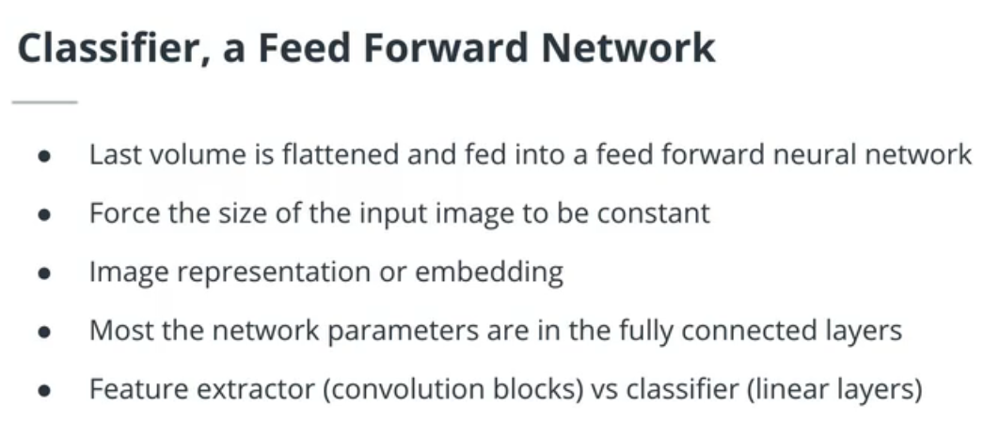 Classifier, a Feed Forward Network
● Last volume is flattened and fed into a feed forward neural network
● Force the size of the input image to be constant
● Image representation or embedding
● Most the network parameters are in the fully connected layers
● Feature extractor (convolution blocks) vs classifier (linear layers)